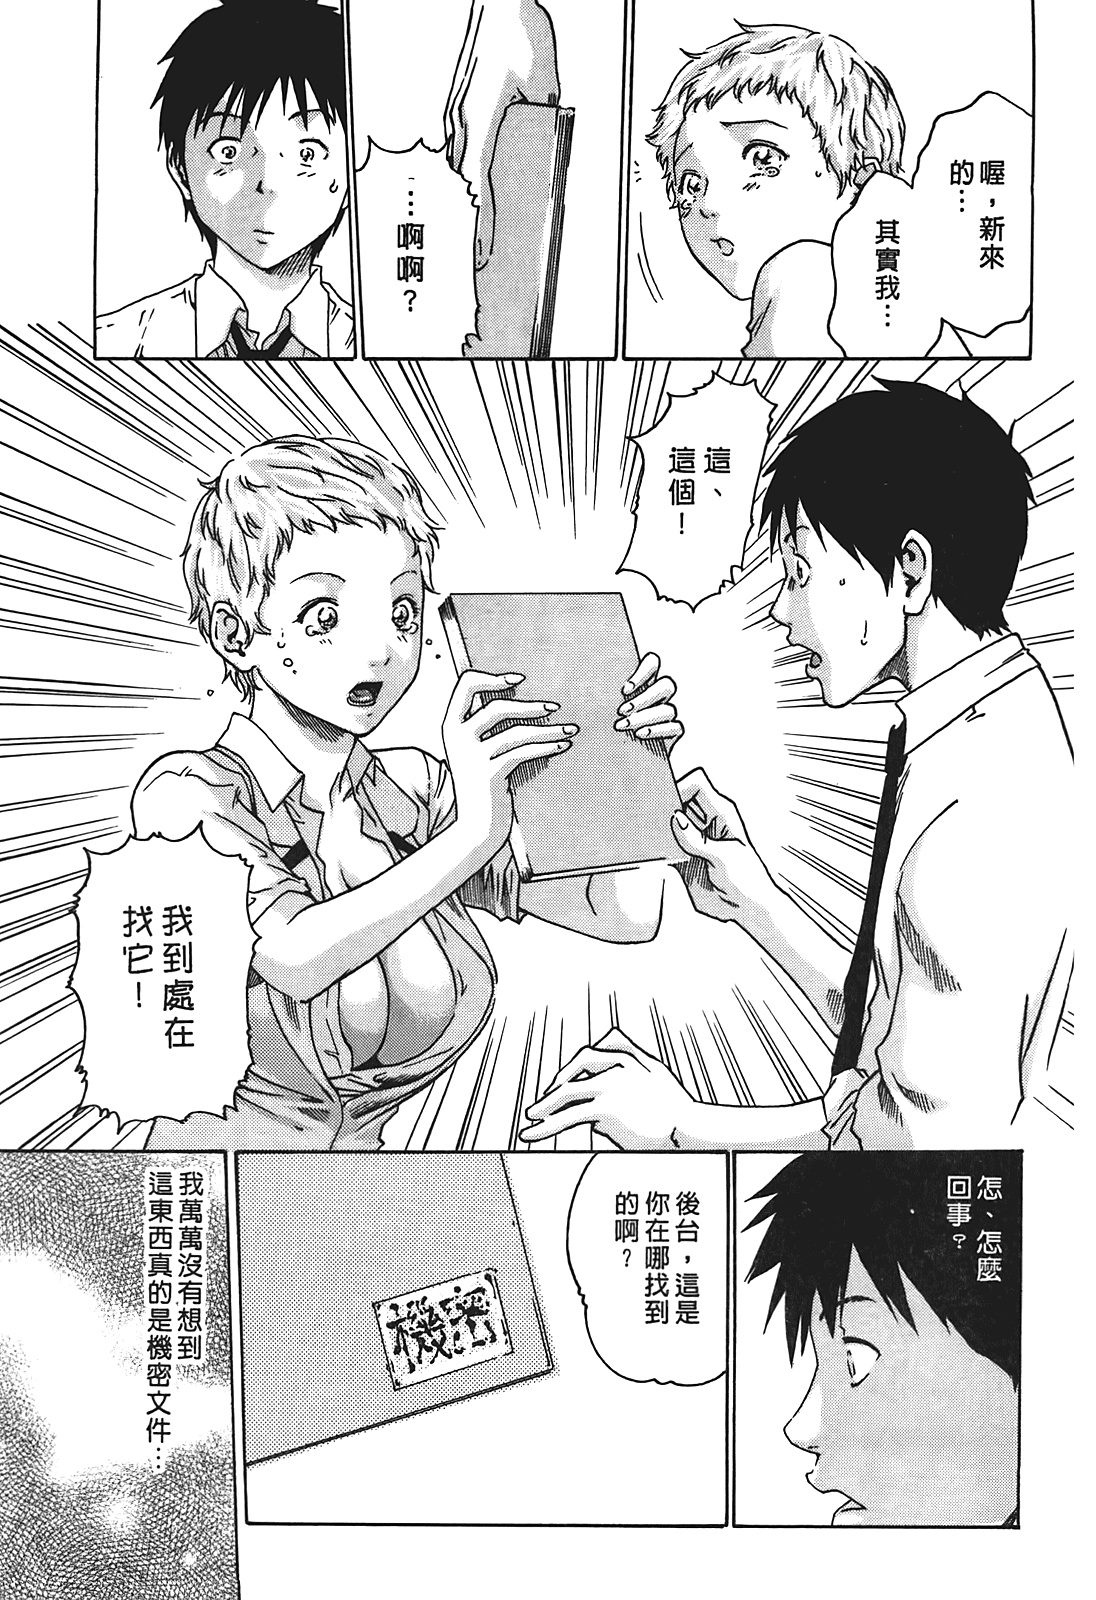 喔，新來
的…
其實我…
…啊啊？
這、
這個！
我到處在
找它！
怎、怎麼
回事？
後台，這是
你在哪找到
的啊？
機密
我萬萬沒有想到
這東西真的是機密文件…